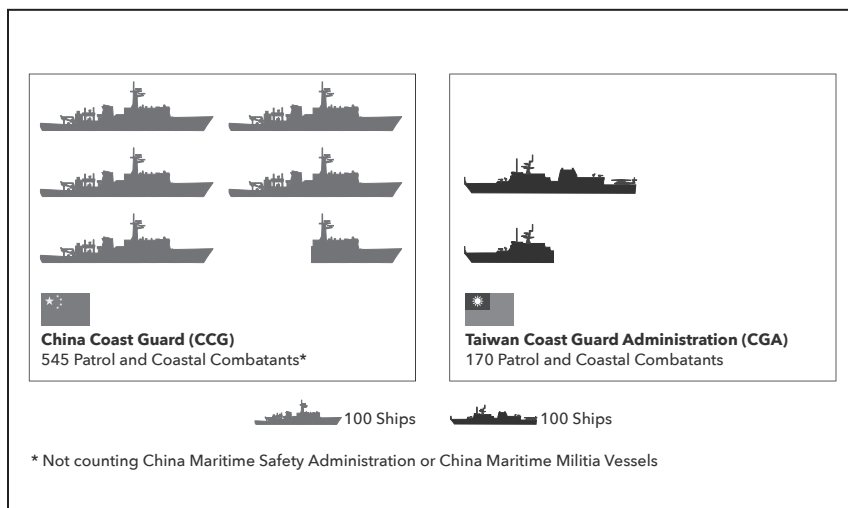 China Coast Guard (CCG)
545 Patrol and Coastal Combatants*
Taiwan Coast Guard Administration (CGA)
170 Patrol and Coastal Combatants
100 Ships
100 Ships
* Not counting China Maritime Safety Administration or China Maritime Militia Vessels